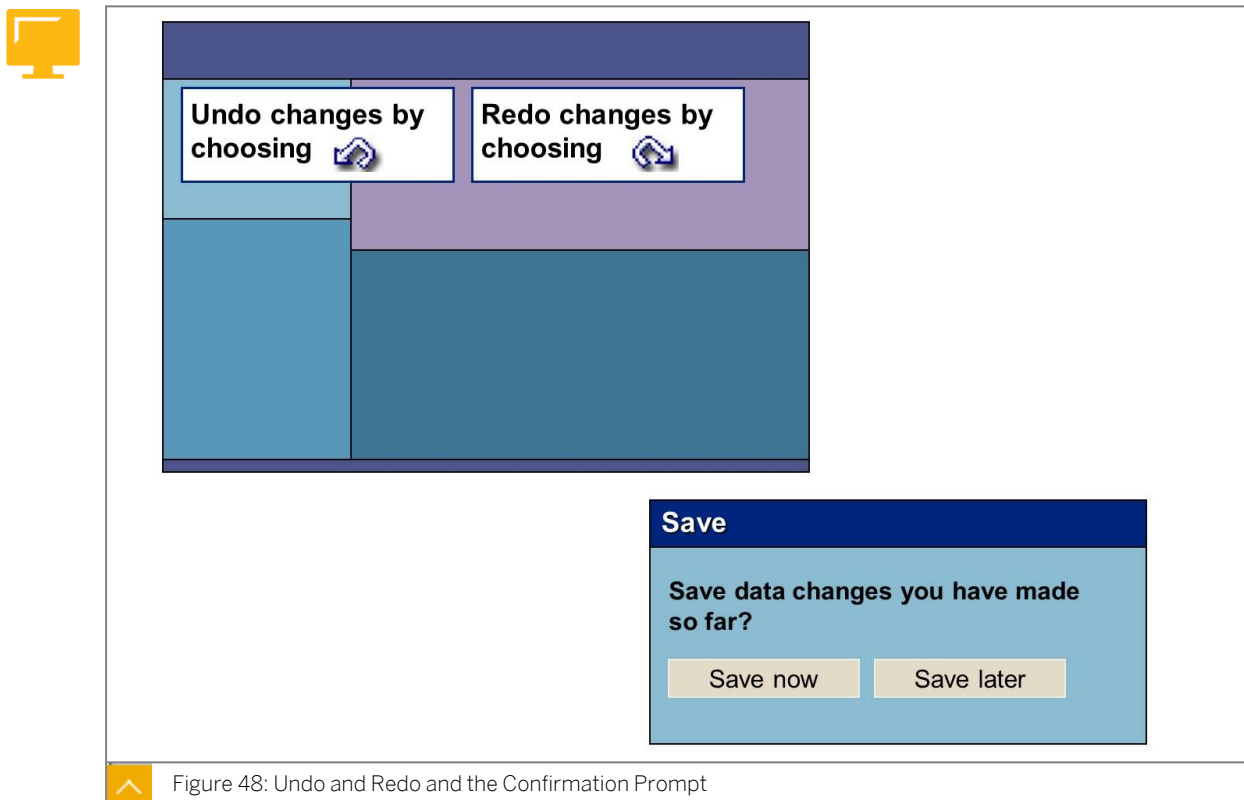 Undo changes by
choosing
Redo changes by
choosing
Save
Save data changes you have made
so far?
Save now
Save later
Figure 48: Undo and Redo and the Confirmation Prompt